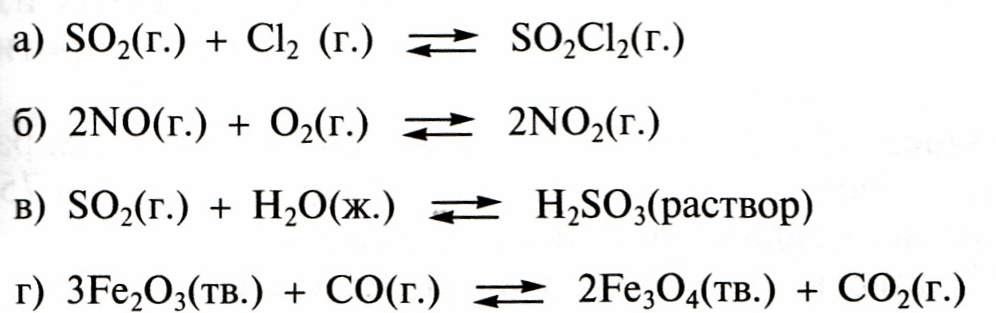 а) SO₂(г.) + Cl₂ (г.) ⇄ SO₂Cl₂(г.)
б) 2NO(г.) + O₂(г.) ⇄ 2NO₂(г.)
в) SO₂(г.) + H₂O(ж.) ⇄ H₂SO₃(раствор)
г) 3Fe₂O₃(тв.) + CO(г.) ⇄ 2Fe₃O₄(тв.) + CO₂(г.)